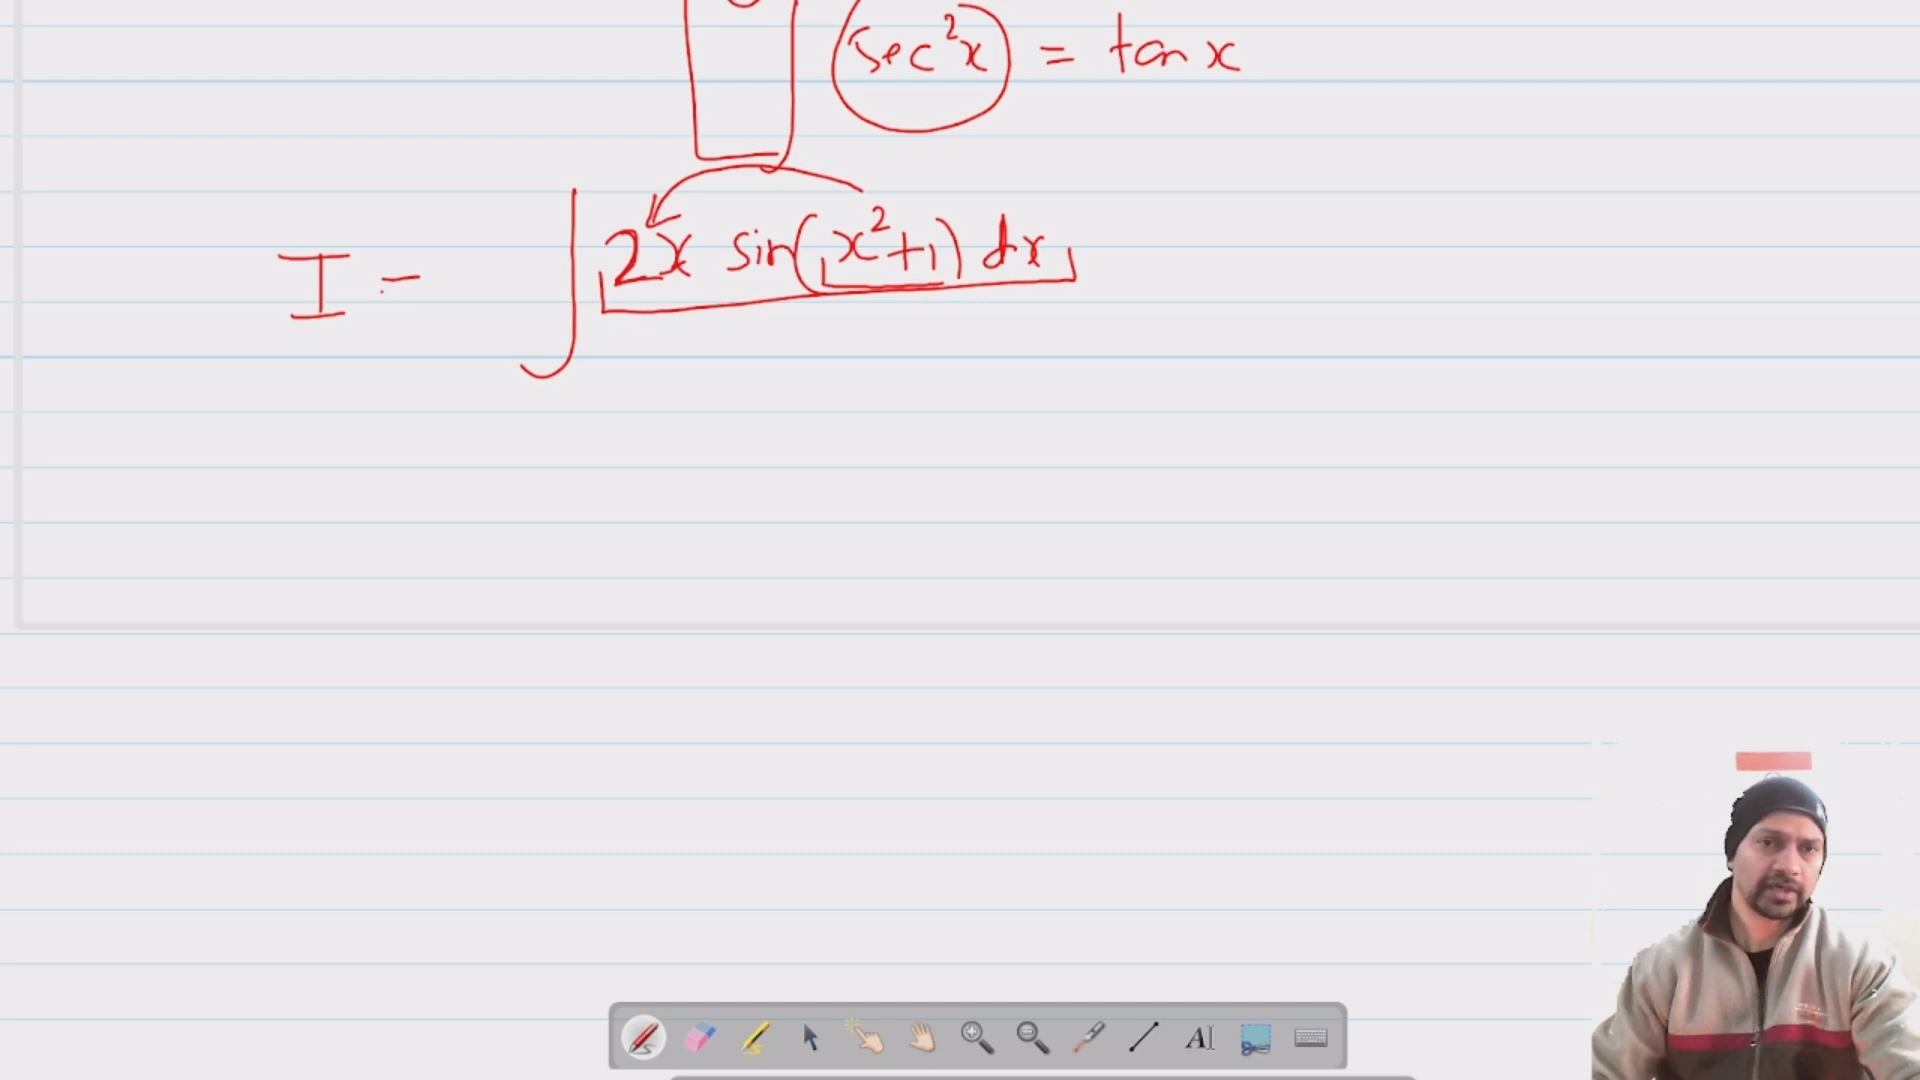 sec²x = tan x
I = ∫ 2x sin(x²+1) dx